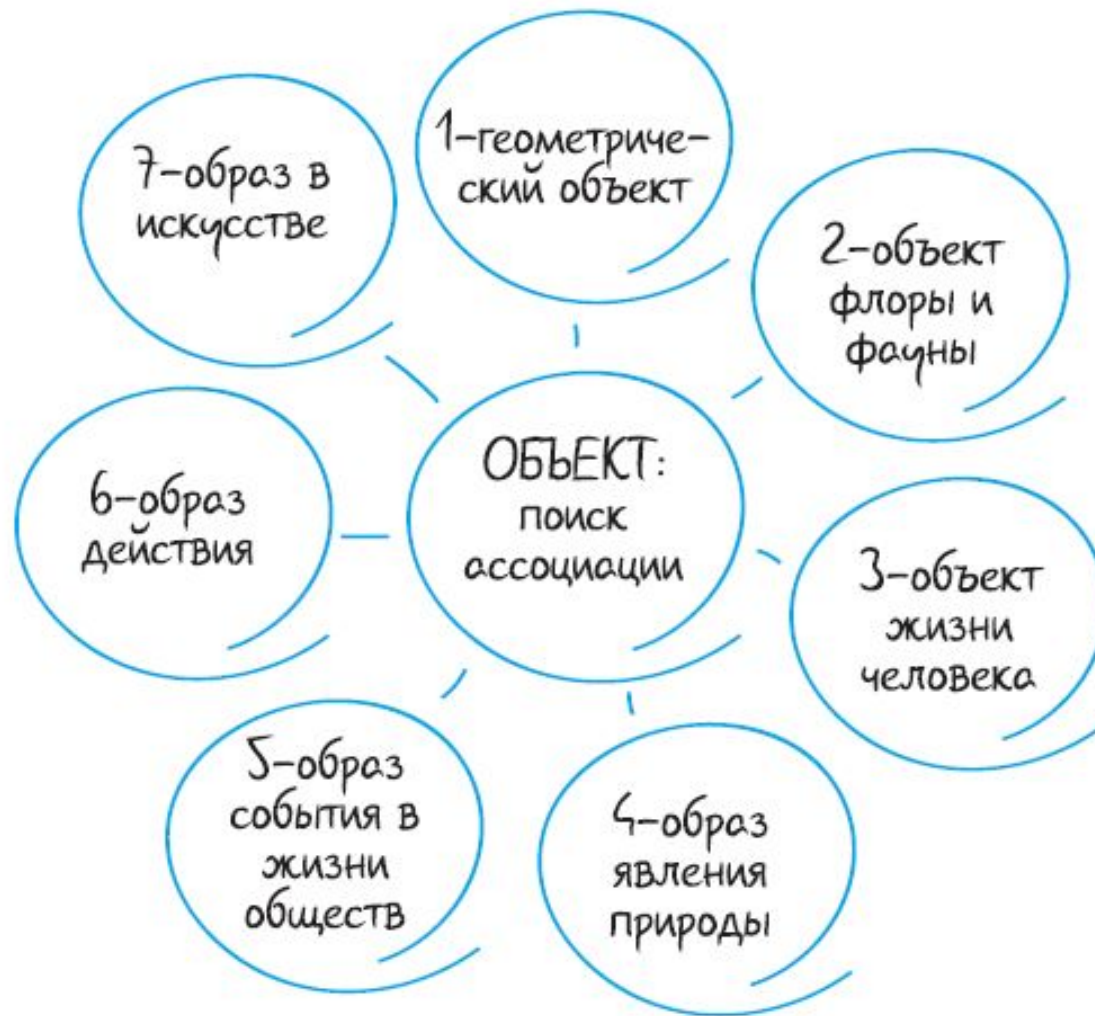 ОБЪЕКТ:
поиск
ассоциации
1-геометриче-
ский объект
2-объект
флоры и
фауны
3-объект
жизни
человека
4-образ
явления
природы
5-образ
события в
жизни
обществ
6-образ
действия
7-образ в
искусстве